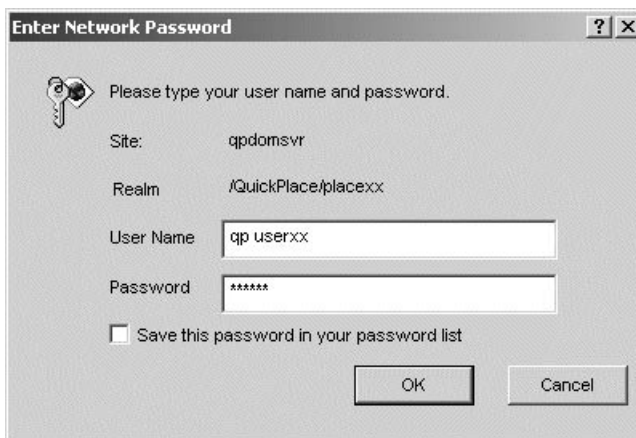 Enter Network Password
Please type your user name and password.
Site: qpdomsvr
Realm /QuickPlace/placexx
User Name qp userxx
Password ******
Save this password in your password list
OK Cancel